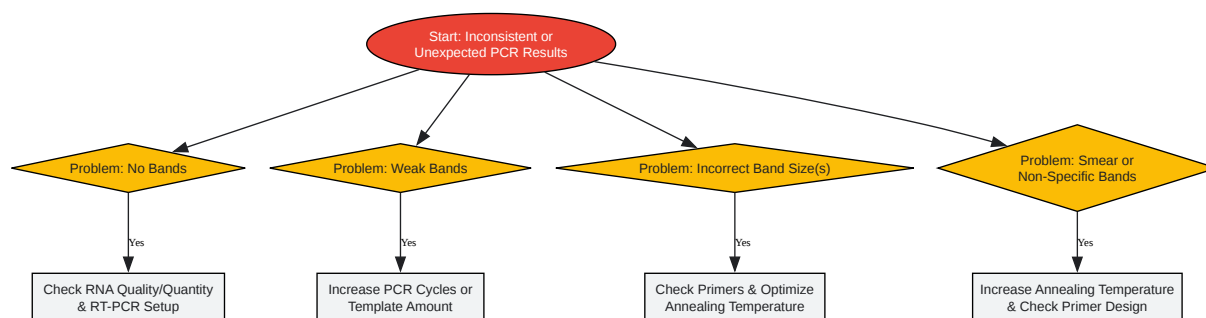 Start: Inconsistent or
Unexpected PCR Results
Problem: No Bands
Problem: Weak Bands
Problem: Incorrect Band Size(s)
Problem: Smear or
Non-Specific Bands
Yes
Yes
Yes
Yes
Check RNA Quality/Quantity
& RT-PCR Setup
Increase PCR Cycles or
Template Amount
Check Primers & Optimize
Annealing Temperature
Increase Annealing Temperature
& Check Primer Design